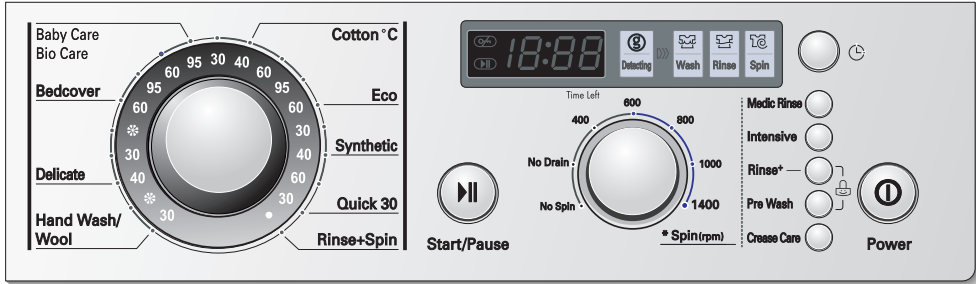 Baby Care
Bio Care
Bedcover
Delicate
Hand Wash/
Wool
Cotton °C
Eco
Synthetic
Quick 30
Rinse+Spin
30
40
60
95
60
95
60
40
30
60
95
60
30
30
40
30
18:88
Detecting
Wash
Rinse
Spin
Time Left
Start/Pause
No Spin
No Drain
400
600
800
1000
1400
* Spin(rpm)
Medic Rinse
Intensive
Rinse+
Pre Wash
Crease Care
Power